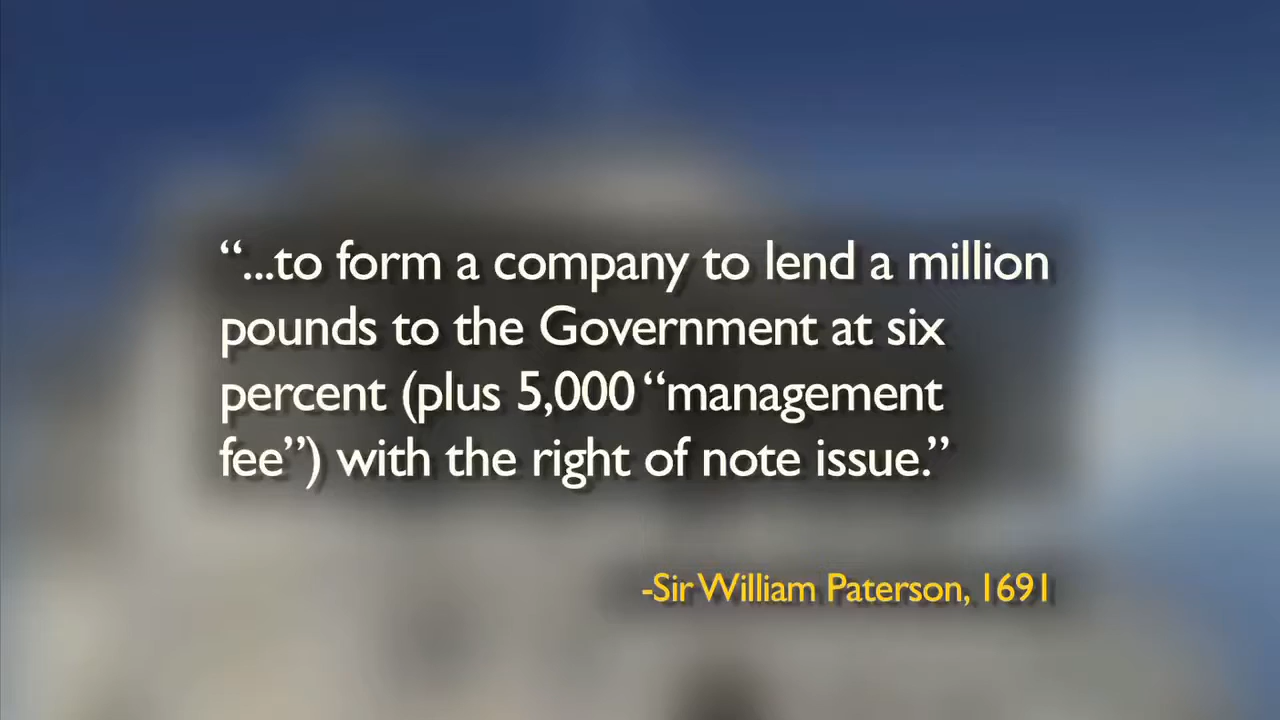 “...to form a company to lend a million
pounds to the Government at six
percent (plus 5,000 “management
fee”) with the right of note issue.”
-Sir William Paterson, 1691